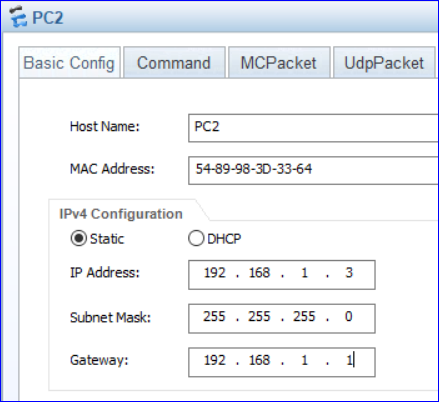 PC2
Basic Config Command MCPacket UdpPacket
Host Name: PC2
MAC Address: 54-89-98-3D-33-64
IPv4 Configuration
Static DHCP
IP Address: 192 . 168 . 1 . 3
Subnet Mask: 255 . 255 . 255 . 0
Gateway: 192 . 168 . 1 . 1